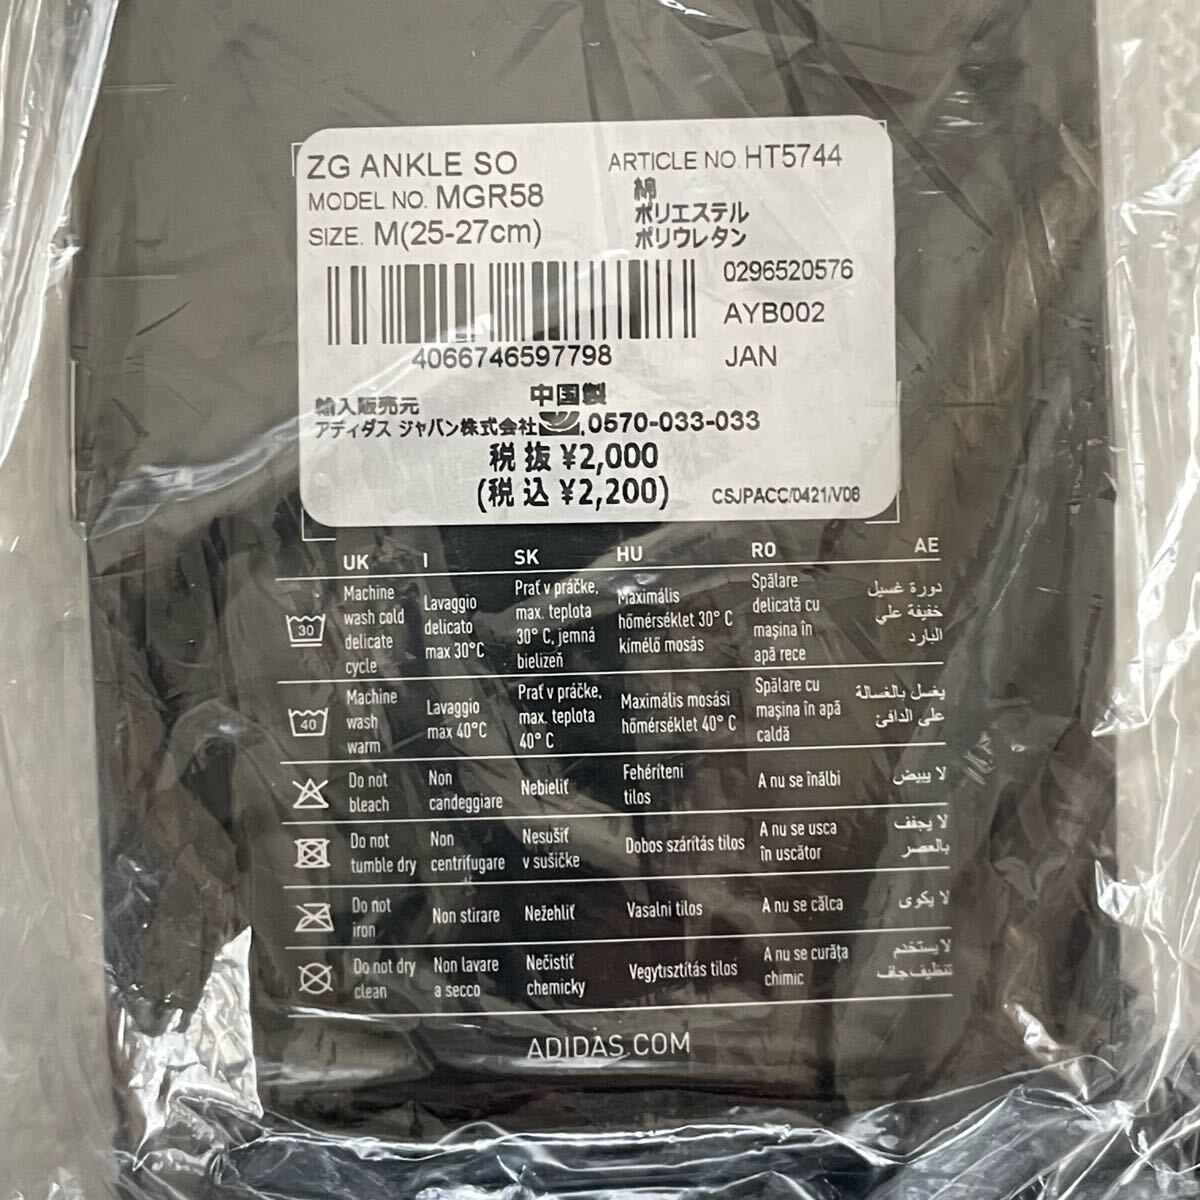 ZG ANKLE SO
ARTICLE NO. HT5744
MODEL NO. MGR58
綿
SIZE. M(25-27cm)
ポリエステル
ポリウレタン
0296520576
AYB002
4066746597798
JAN
中国製
輸入販売元
アディダス ジャパン株式会社 .0570-033-033
税 抜 ¥2,000
(税 込 ¥2,200)
CSJPACC/0421/V06
UK I SK HU RO AE
30
Machine
wash cold
delicate
cycle
Lavaggio
delicato
max 30°C
Prať v práčke,
max. teplota
30° C, jemná
bielizeň
Maximális
hőmérséklet 30° C
kímélő mosás
Spălare
delicată cu
maşina în
apă rece
دورة غسيل
خفيفة علي
البارد
40
Machine
wash
warm
Lavaggio
max 40°C
Prať v práčke,
max. teplota
40° C
Maximális mosási
hőmérséklet 40° C
Spălare cu
maşina în apă
caldă
يغسل بالغسالة
على الدافئ
Do not
bleach
Non
candeggiare
Nebieliť
Fehéríteni
tilos
A nu se înălbi
لا يبيض
Do not
tumble dry
Non
centrifugare
Nesušiť
v sušičke
Dobos szárítás tilos
A nu se usca
în uscător
لا يجفف
بالعصر
Do not
iron
Non stirare
Nežehliť
Vasalni tilos
A nu se călca
لا يكوى
Do not dry
clean
Non lavare
a secco
Nečistiť
chemicky
Vegytisztítás tilos
A nu se curăţa
chimic
لا يستخدم
تنظيف جاف
ADIDAS.COM